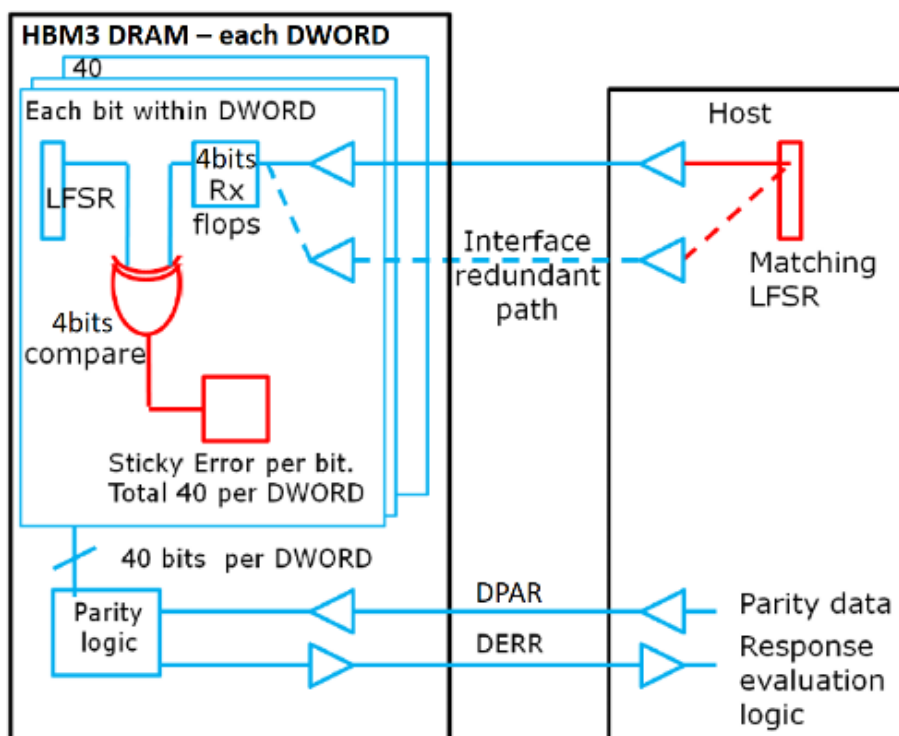 HBM3 DRAM – each DWORD
40
Each bit within DWORD
LFSR
4bits
Rx
flops
4bits
compare
Sticky Error per bit.
Total 40 per DWORD
40 bits per DWORD
Parity
logic
Interface
redundant
path
DPAR
DERR
Host
Matching
LFSR
Parity data
Response
evaluation
logic